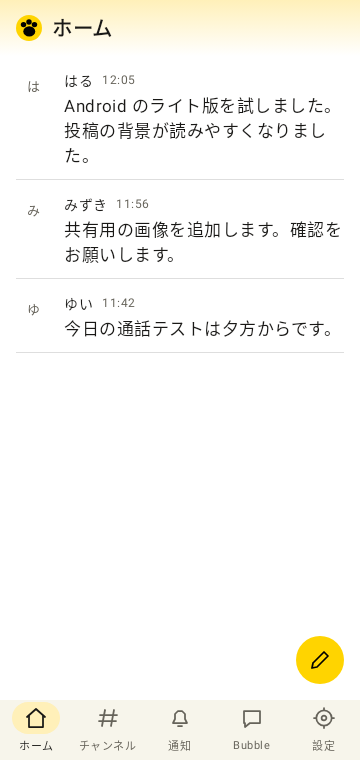 ホーム
は
はる 12:05
Android のライト版を試しました。
投稿の背景が読みやすくなりまし
た。
み
みずき 11:56
共有用の画像を追加します。確認を
お願いします。
ゆ
ゆい 11:42
今日の通話テストは夕方からです。
ホーム チャンネル 通知 Bubble 設定